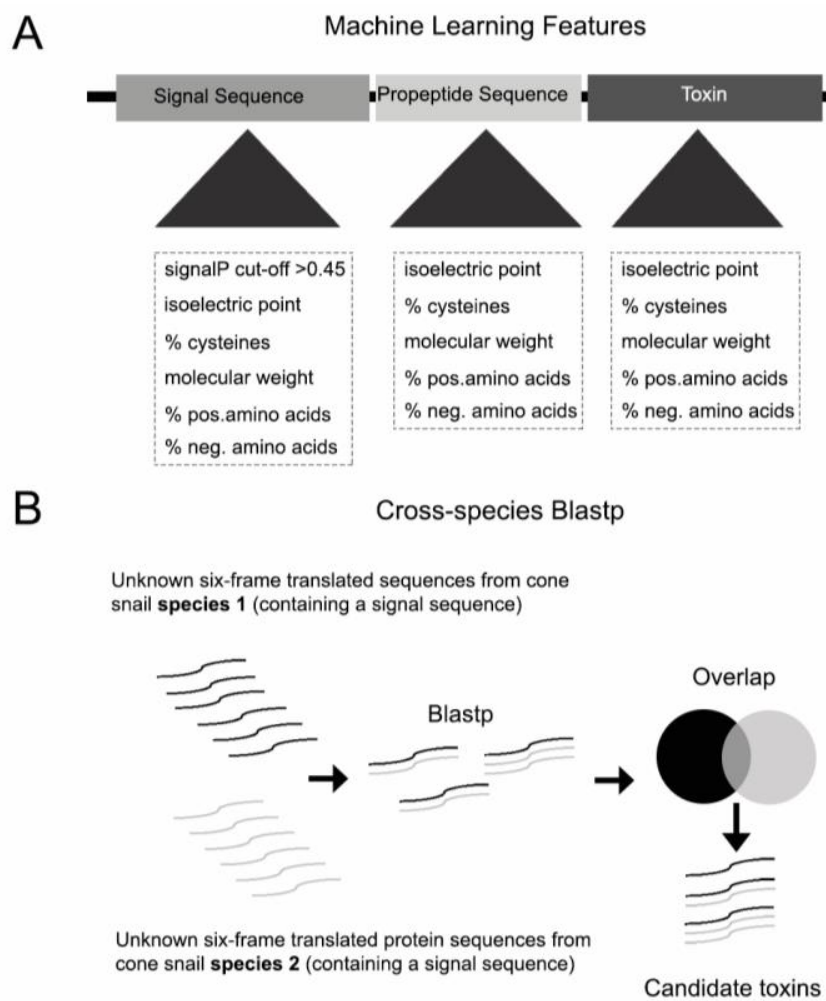 A
Machine Learning Features
Signal Sequence
Propeptide Sequence
Toxin
signalP cut-off >0.45
isoelectric point
% cysteines
molecular weight
% pos.amino acids
% neg. amino acids
isoelectric point
% cysteines
molecular weight
% pos.amino acids
% neg. amino acids
isoelectric point
% cysteines
molecular weight
% pos.amino acids
% neg. amino acids
B
Cross-species Blastp
Unknown six-frame translated sequences from cone
snail species 1 (containing a signal sequence)
Blastp
Overlap
Unknown six-frame translated protein sequences from
cone snail species 2 (containing a signal sequence)
Candidate toxins